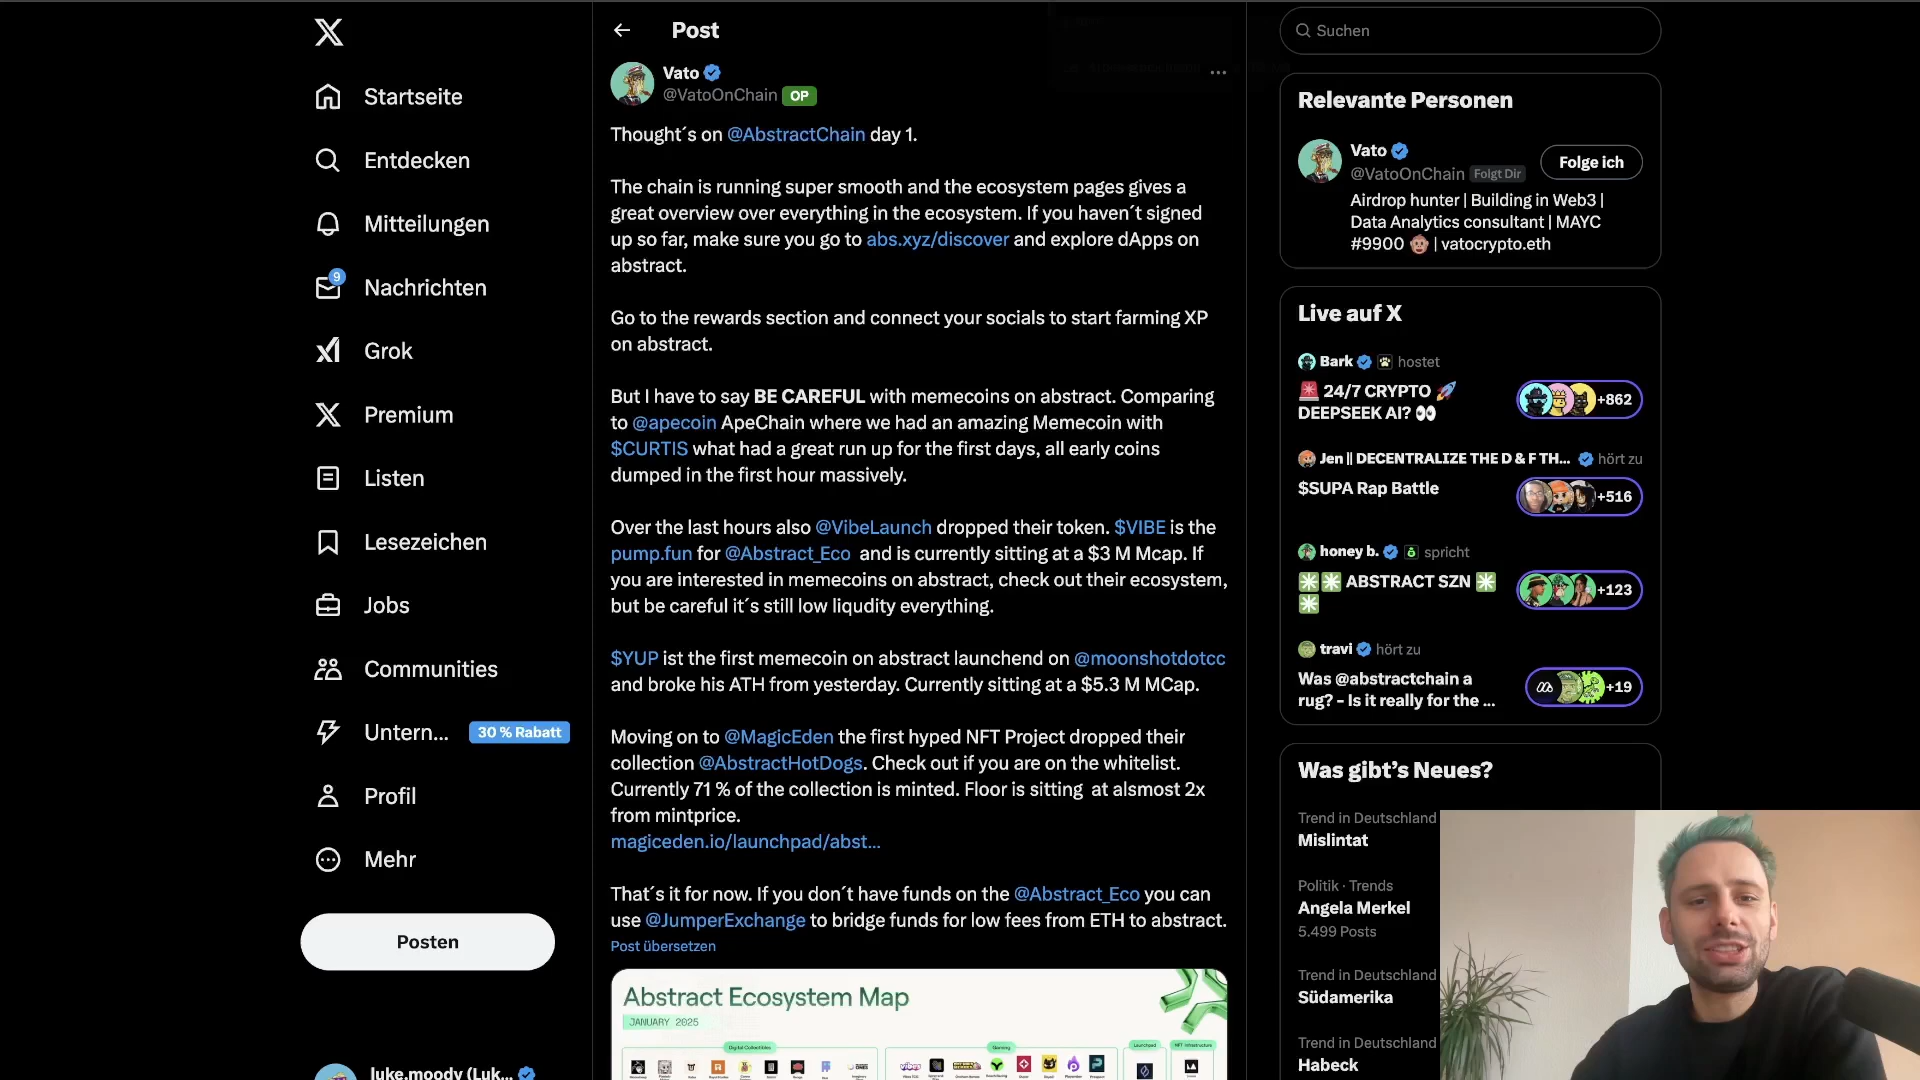 Startseite
Entdecken
Mitteilungen
9
Nachrichten
Grok
Premium
Listen
Lesezeichen
Jobs
Communities
Untern... 30 % Rabatt
Profil
Mehr
Posten
luke.moody (Luk...
Post
Vato
@VatoOnChain OP
Thought´s on @AbstractChain day 1.
The chain is running super smooth and the ecosystem pages gives a
great overview over everything in the ecosystem. If you haven´t signed
up so far, make sure you go to abs.xyz/discover and explore dApps on
abstract.
Go to the rewards section and connect your socials to start farming XP
on abstract.
But I have to say BE CAREFUL with memecoins on abstract. Comparing
to @apecoin ApeChain where we had an amazing Memecoin with
$CURTIS what had a great run up for the first days, all early coins
dumped in the first hour massively.
Over the last hours also @VibeLaunch dropped their token. $VIBE is the
pump.fun for @Abstract_Eco and is currently sitting at a $3 M Mcap. If
you are interested in memecoins on abstract, check out their ecosystem,
but be careful it´s still low liqudity everything.
$YUP ist the first memecoin on abstract launchend on @moonshotdotcc
and broke his ATH from yesterday. Currently sitting at a $5.3 M MCap.
Moving on to @MagicEden the first hyped NFT Project dropped their
collection @AbstractHotDogs. Check out if you are on the whitelist.
Currently 71 % of the collection is minted. Floor is sitting at alsmost 2x
from mintprice.
magiceden.io/launchpad/abst...
That´s it for now. If you don´t have funds on the @Abstract_Eco you can
use @JumperExchange to bridge funds for low fees from ETH to abstract.
Post übersetzen
Abstract Ecosystem Map
JANUARY 2025
Digital Collectibles
Gaming
Launchpad
NFT Infrastructure
Suchen
Relevante Personen
Vato
@VatoOnChain Folgt Dir
Folge ich
Airdrop hunter | Building in Web3 |
Data Analytics consultant | MAYC
#9900 🐵 | vatocrypto.eth
Live auf X
Bark hostet
🚨 24/7 CRYPTO 🚀
DEEPSEEK AI? 👀
+862
Jen || DECENTRALIZE THE D & F TH... hört zu
$SUPA Rap Battle
+516
honey b. spricht
✳️✳️ ABSTRACT SZN ✳️
✳️
+123
travi hört zu
Was @abstractchain a
rug? - Is it really for the ...
+19
Was gibt’s Neues?
Trend in Deutschland
Mislintat
Politik · Trends
Angela Merkel
5.499 Posts
Trend in Deutschland
Südamerika
Trend in Deutschland
Habeck